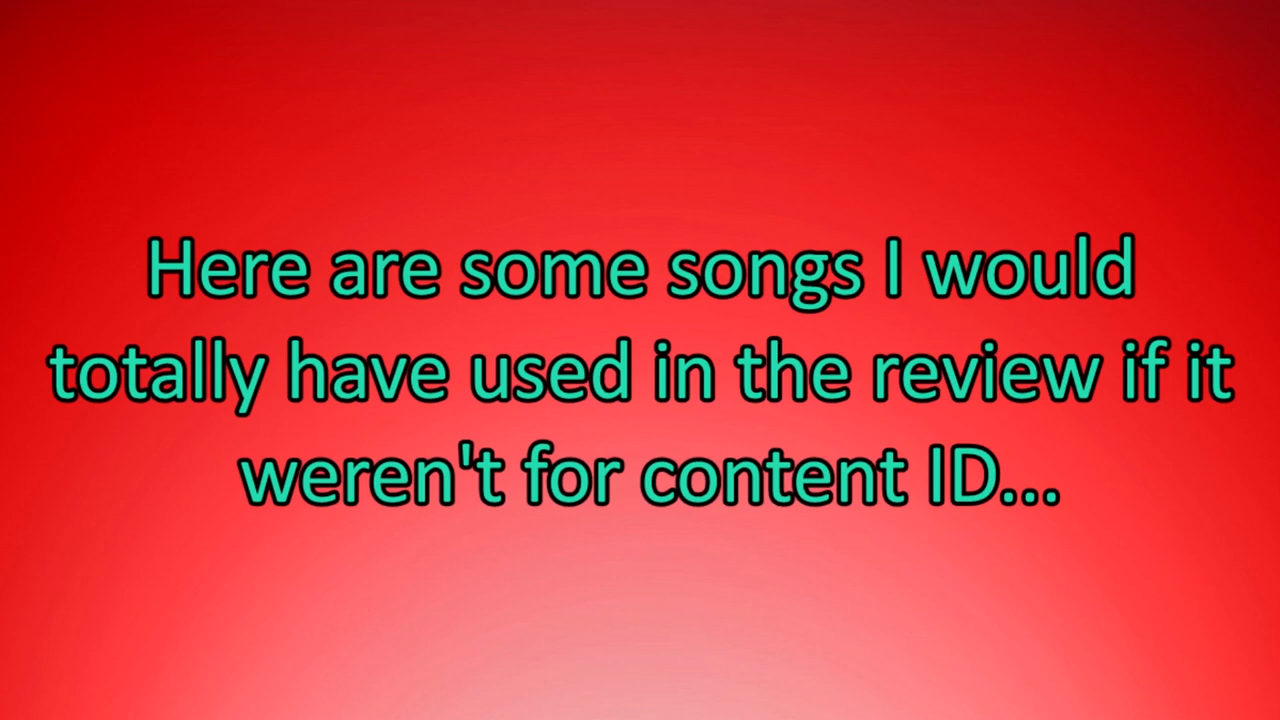 Here are some songs I would
totally have used in the review if it
weren't for content ID...